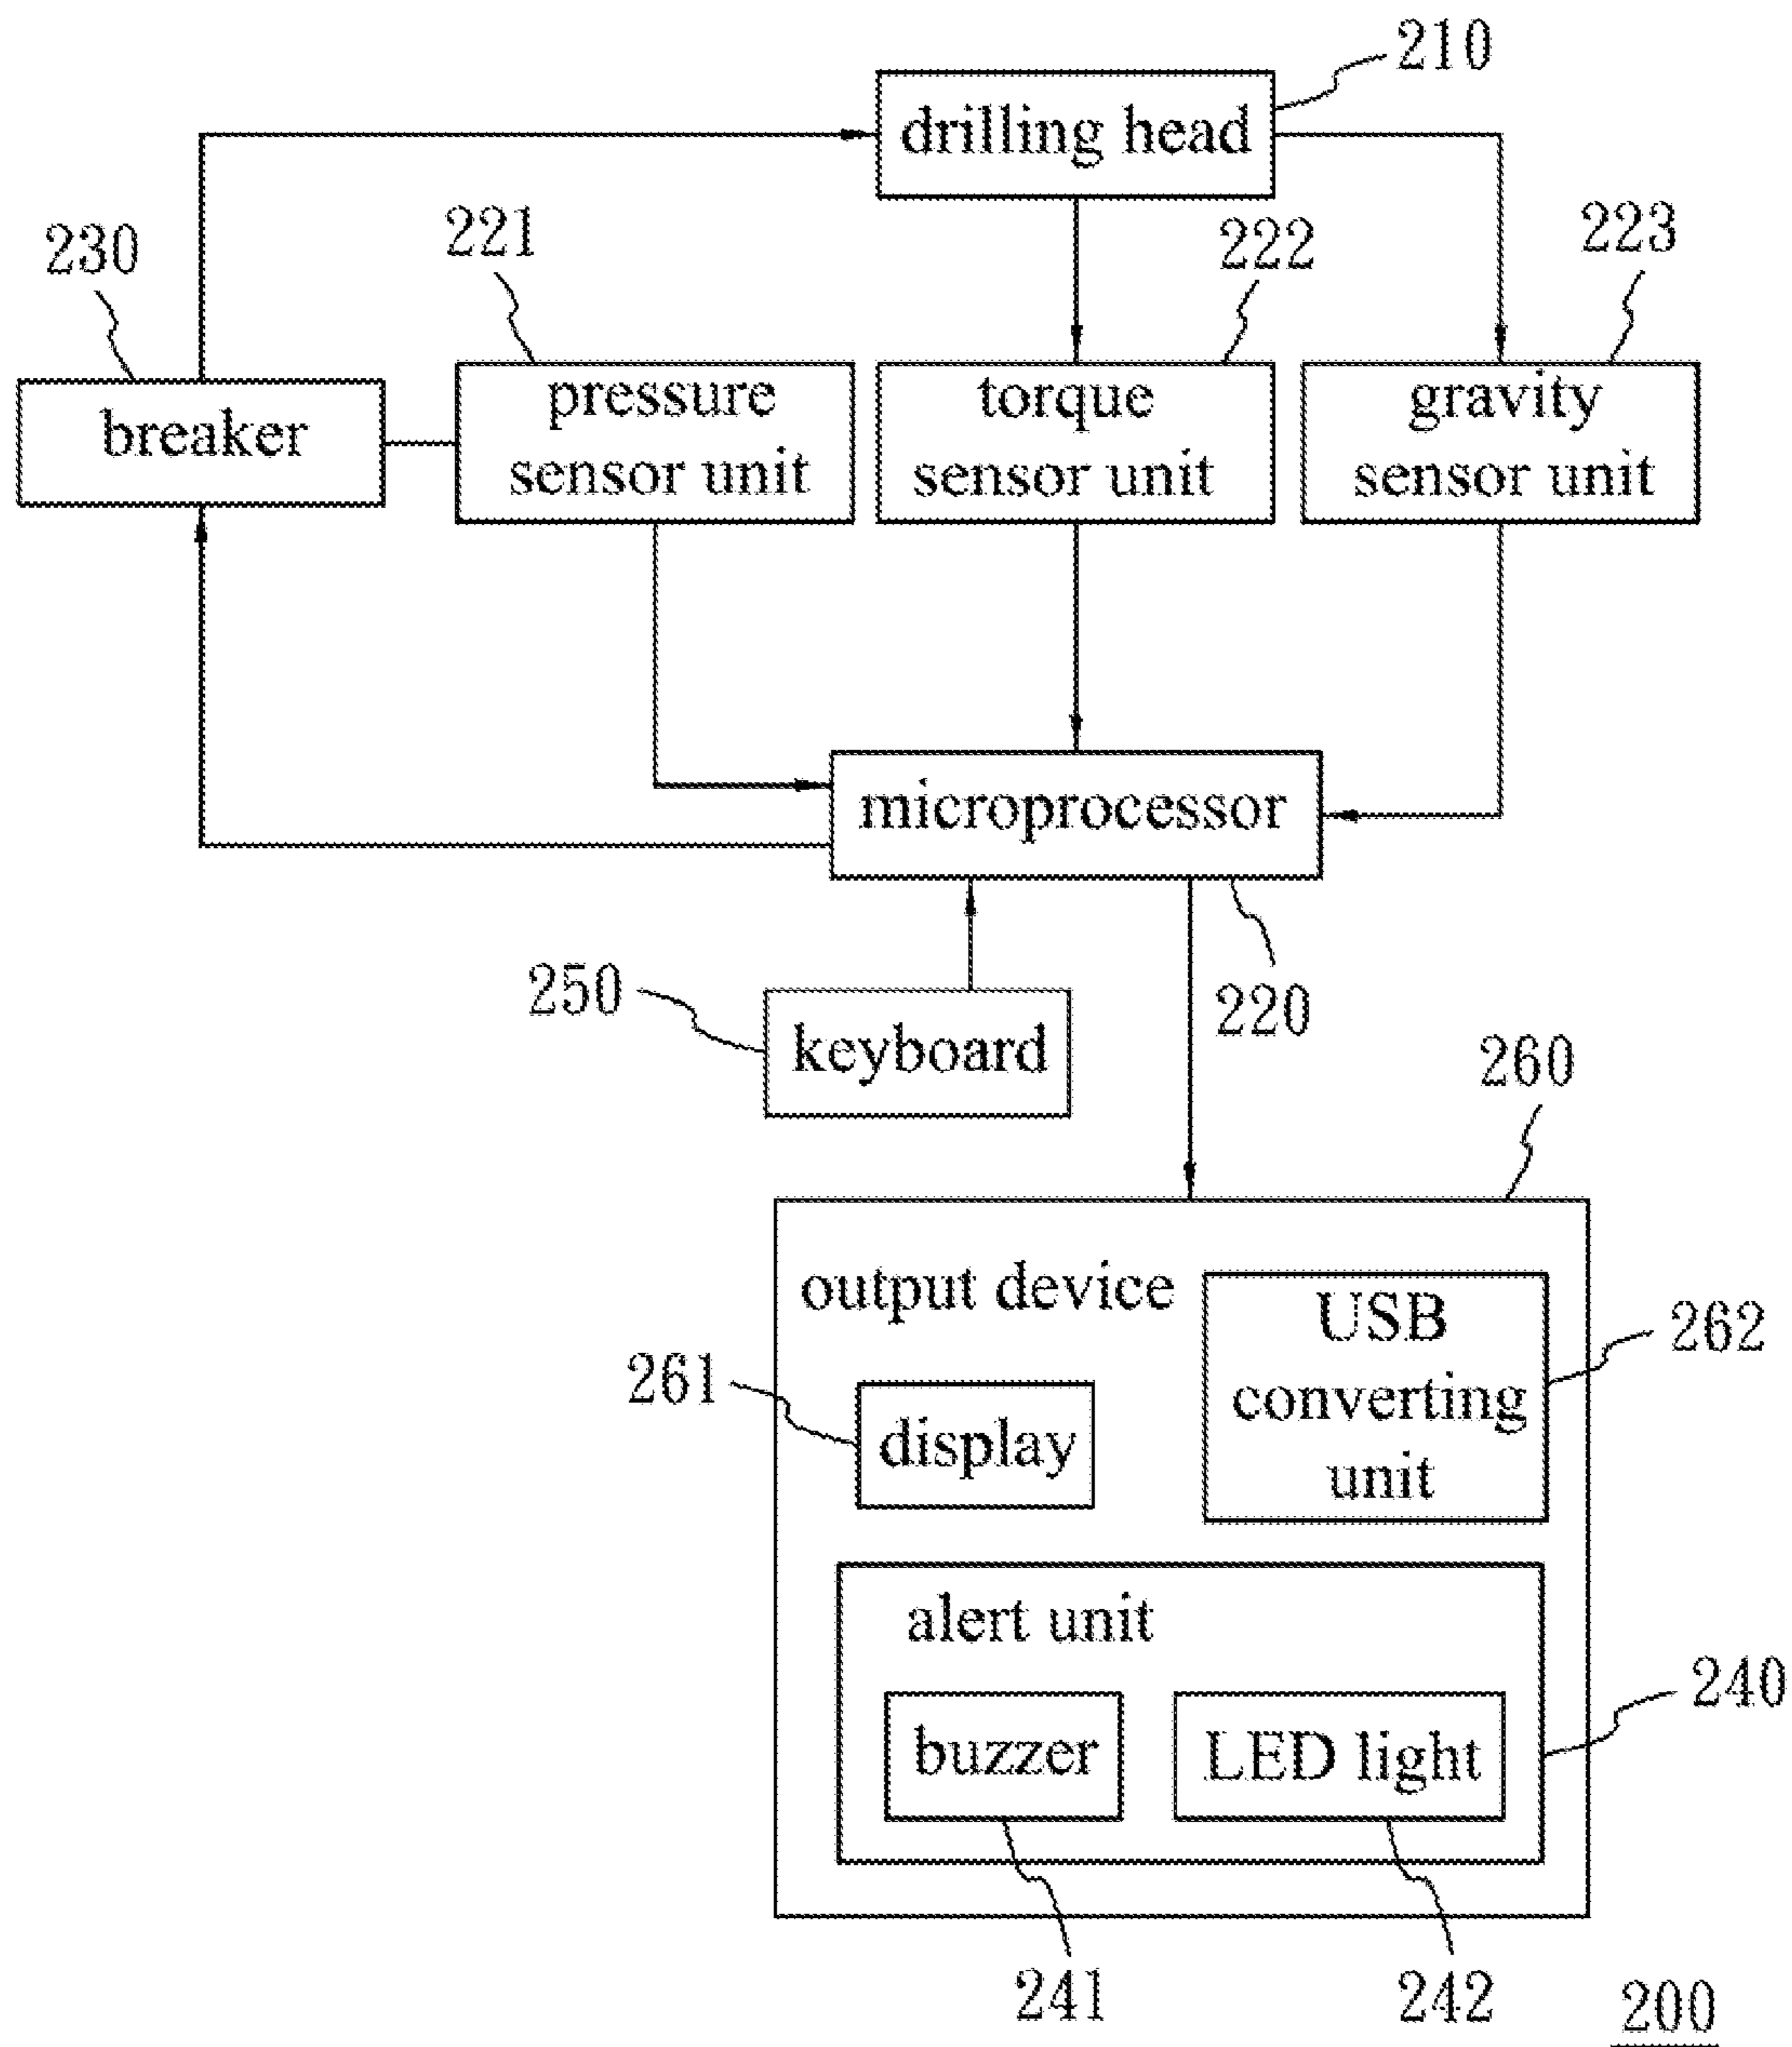 210
drilling head
230
221
222
223
breaker
pressure
sensor unit
torque
sensor unit
gravity
sensor unit
microprocessor
220
250
keyboard
260
output device
USB
converting
unit
262
261
display
alert unit
240
buzzer
LED light
241
242
200